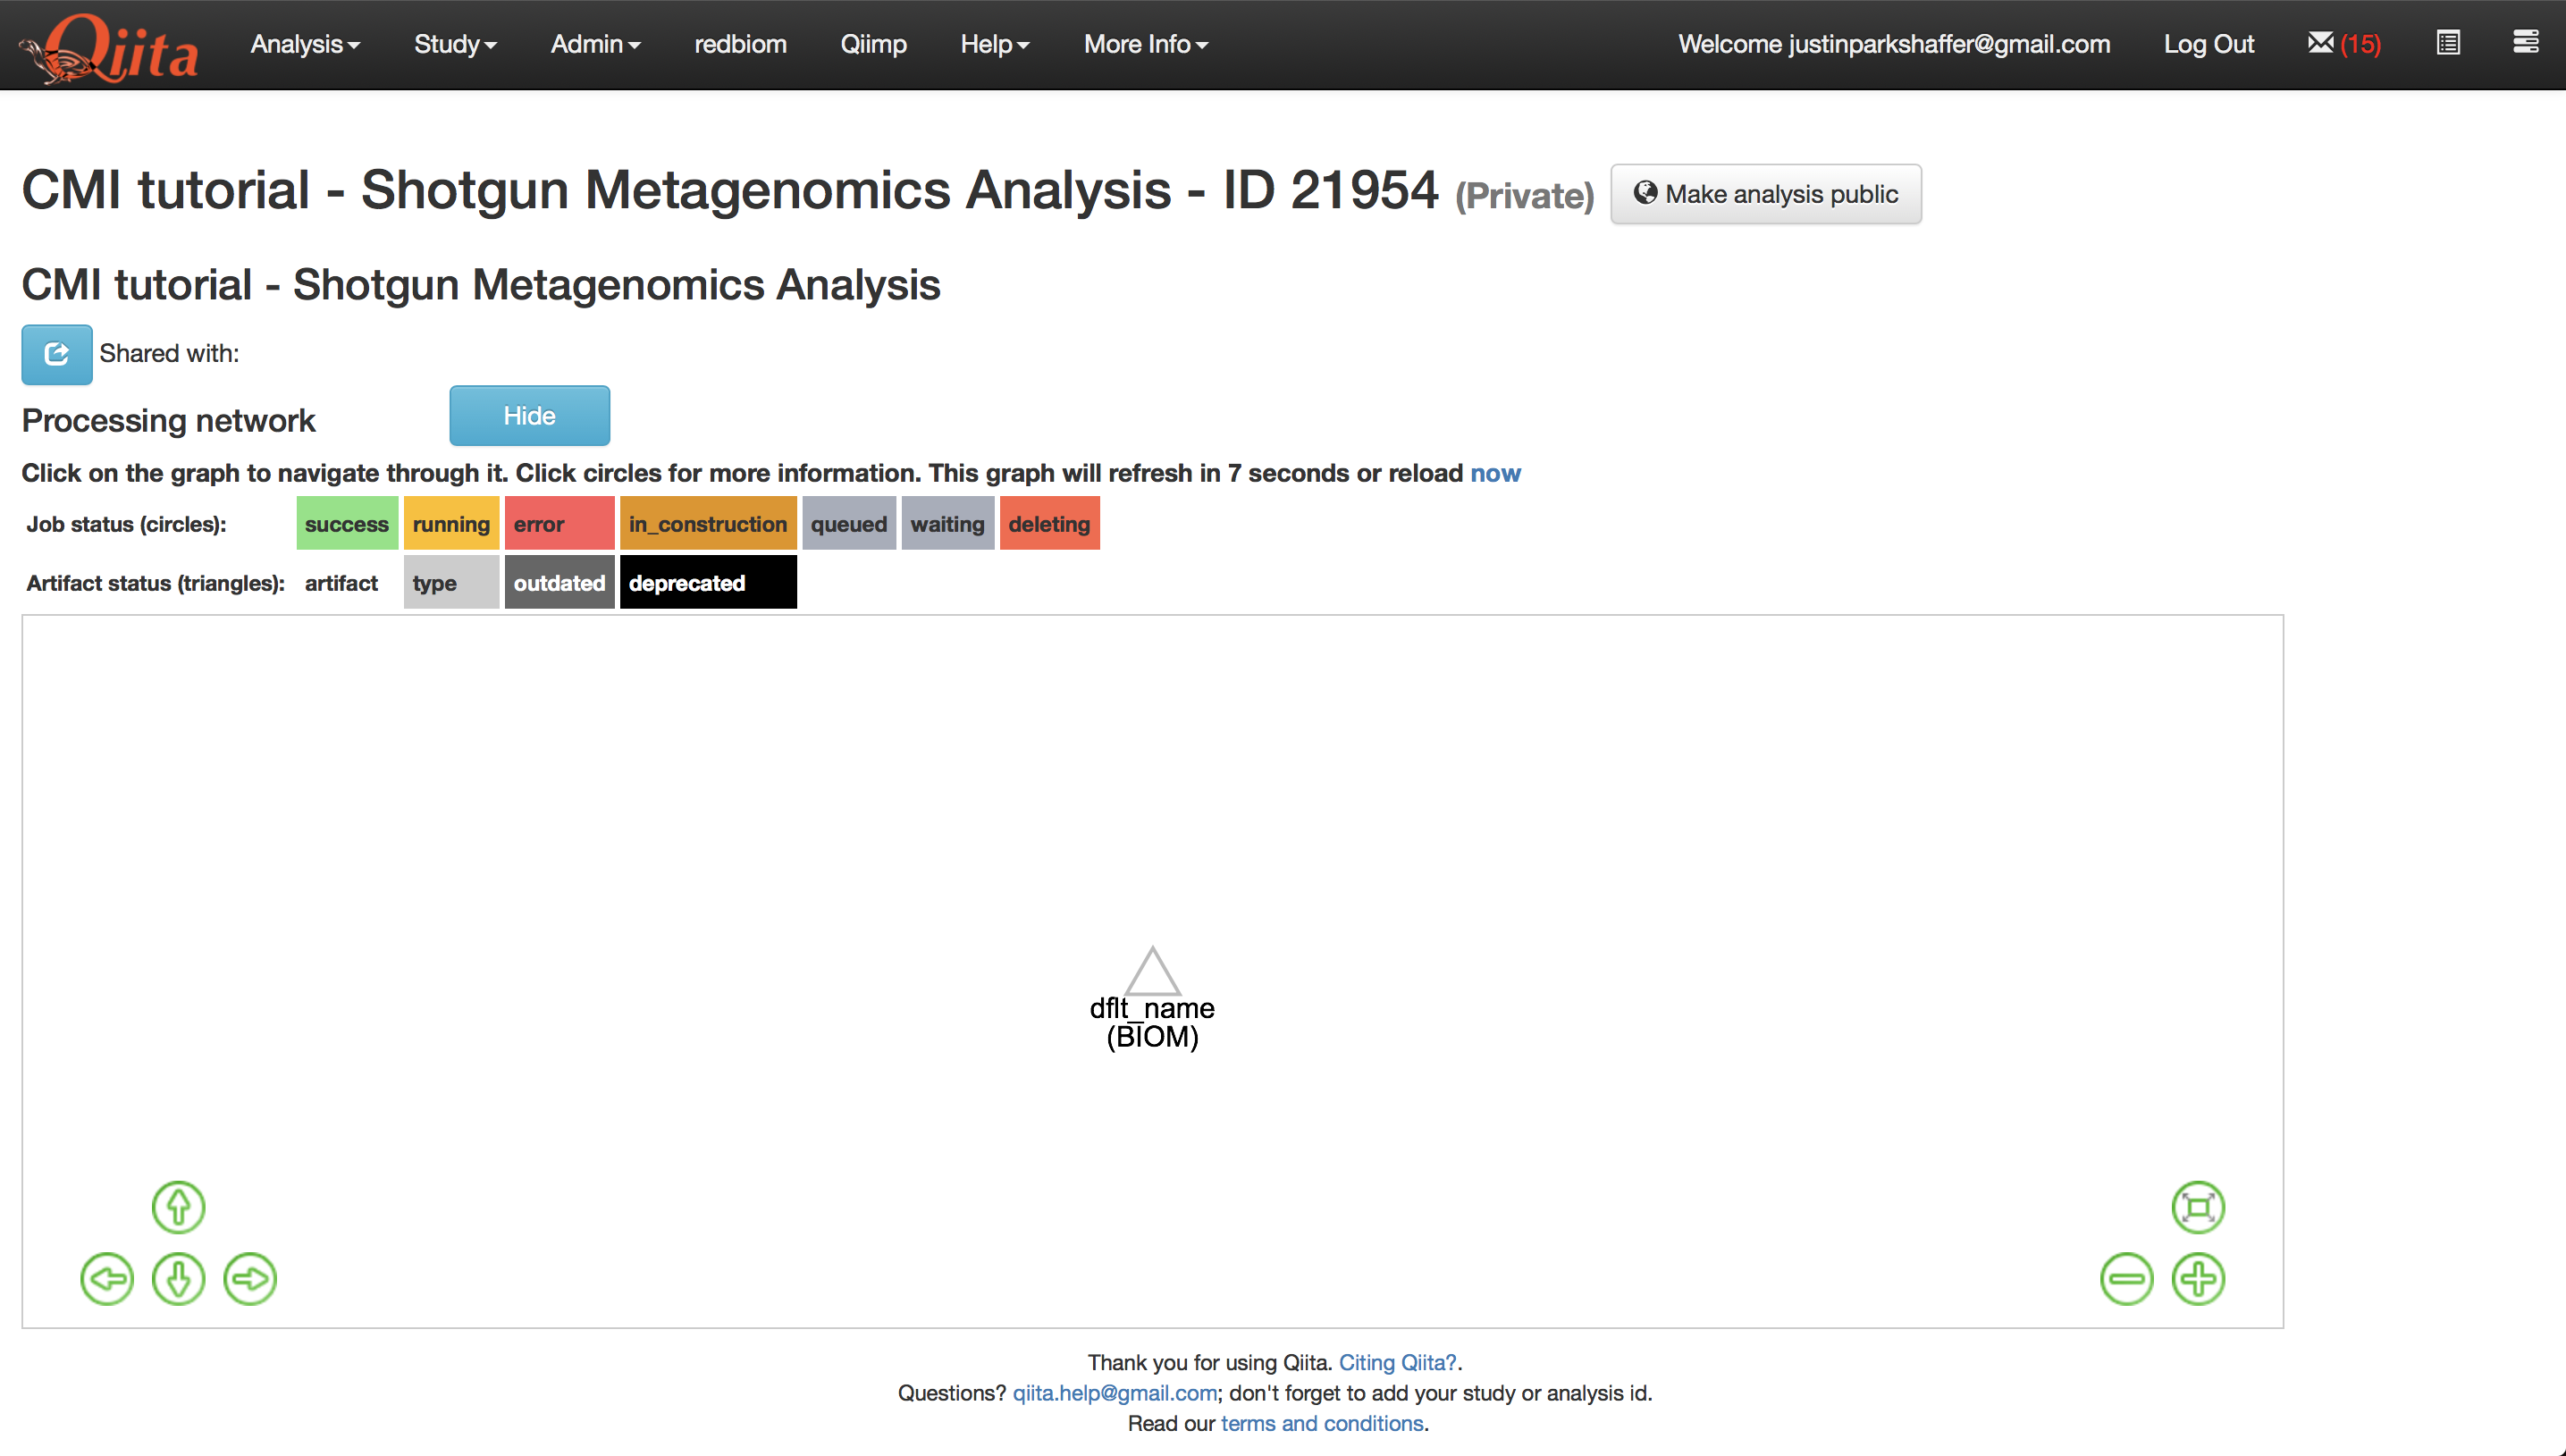 Qiita Analysis Study Admin redbiom Qiimp Help More Info Welcome justinparkshaffer@gmail.com Log Out (15)
CMI tutorial - Shotgun Metagenomics Analysis - ID 21954 (Private) Make analysis public
CMI tutorial - Shotgun Metagenomics Analysis
Shared with:
Processing network Hide
Click on the graph to navigate through it. Click circles for more information. This graph will refresh in 7 seconds or reload now
Job status (circles): success running error in_construction queued waiting deleting
Artifact status (triangles): artifact type outdated deprecated
dflt_name
(BIOM)
Thank you for using Qiita. Citing Qiita?.
Questions? qiita.help@gmail.com; don't forget to add your study or analysis id.
Read our terms and conditions.